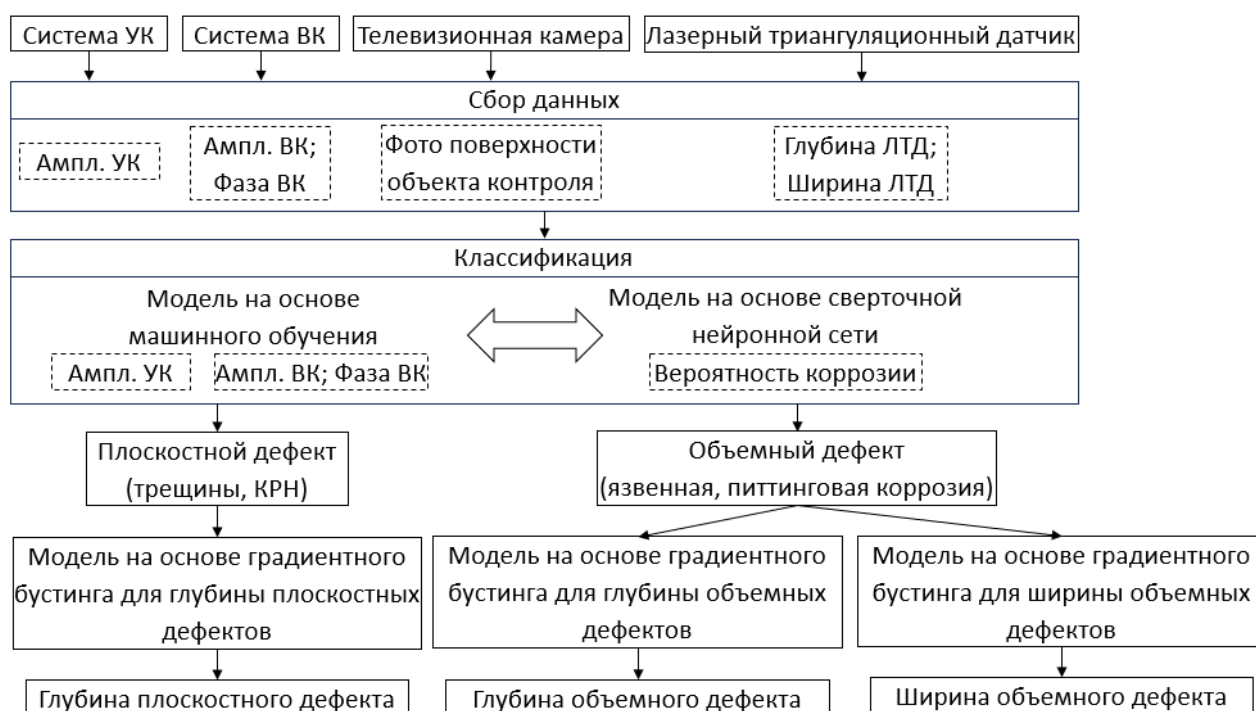 Система УК
Система ВК
Телевизионная камера
Лазерный триангуляционный датчик
Сбор данных
Ампл. УК
Ампл. ВК;
Фаза ВК
Фото поверхности
объекта контроля
Глубина ЛТД;
Ширина ЛТД
Классификация
Модель на основе
машинного обучения
Ампл. УК
Ампл. ВК; Фаза ВК
Модель на основе сверточной
нейронной сети
Вероятность коррозии
Плоскостной дефект
(трещины, КРН)
Объемный дефект
(язвенная, питтинговая коррозия)
Модель на основе градиентного
бустинга для глубины плоскостных
дефектов
Модель на основе градиентного
бустинга для глубины объемных
дефектов
Модель на основе градиентного
бустинга для ширины объемных
дефектов
Глубина плоскостного дефекта
Глубина объемного дефекта
Ширина объемного дефекта